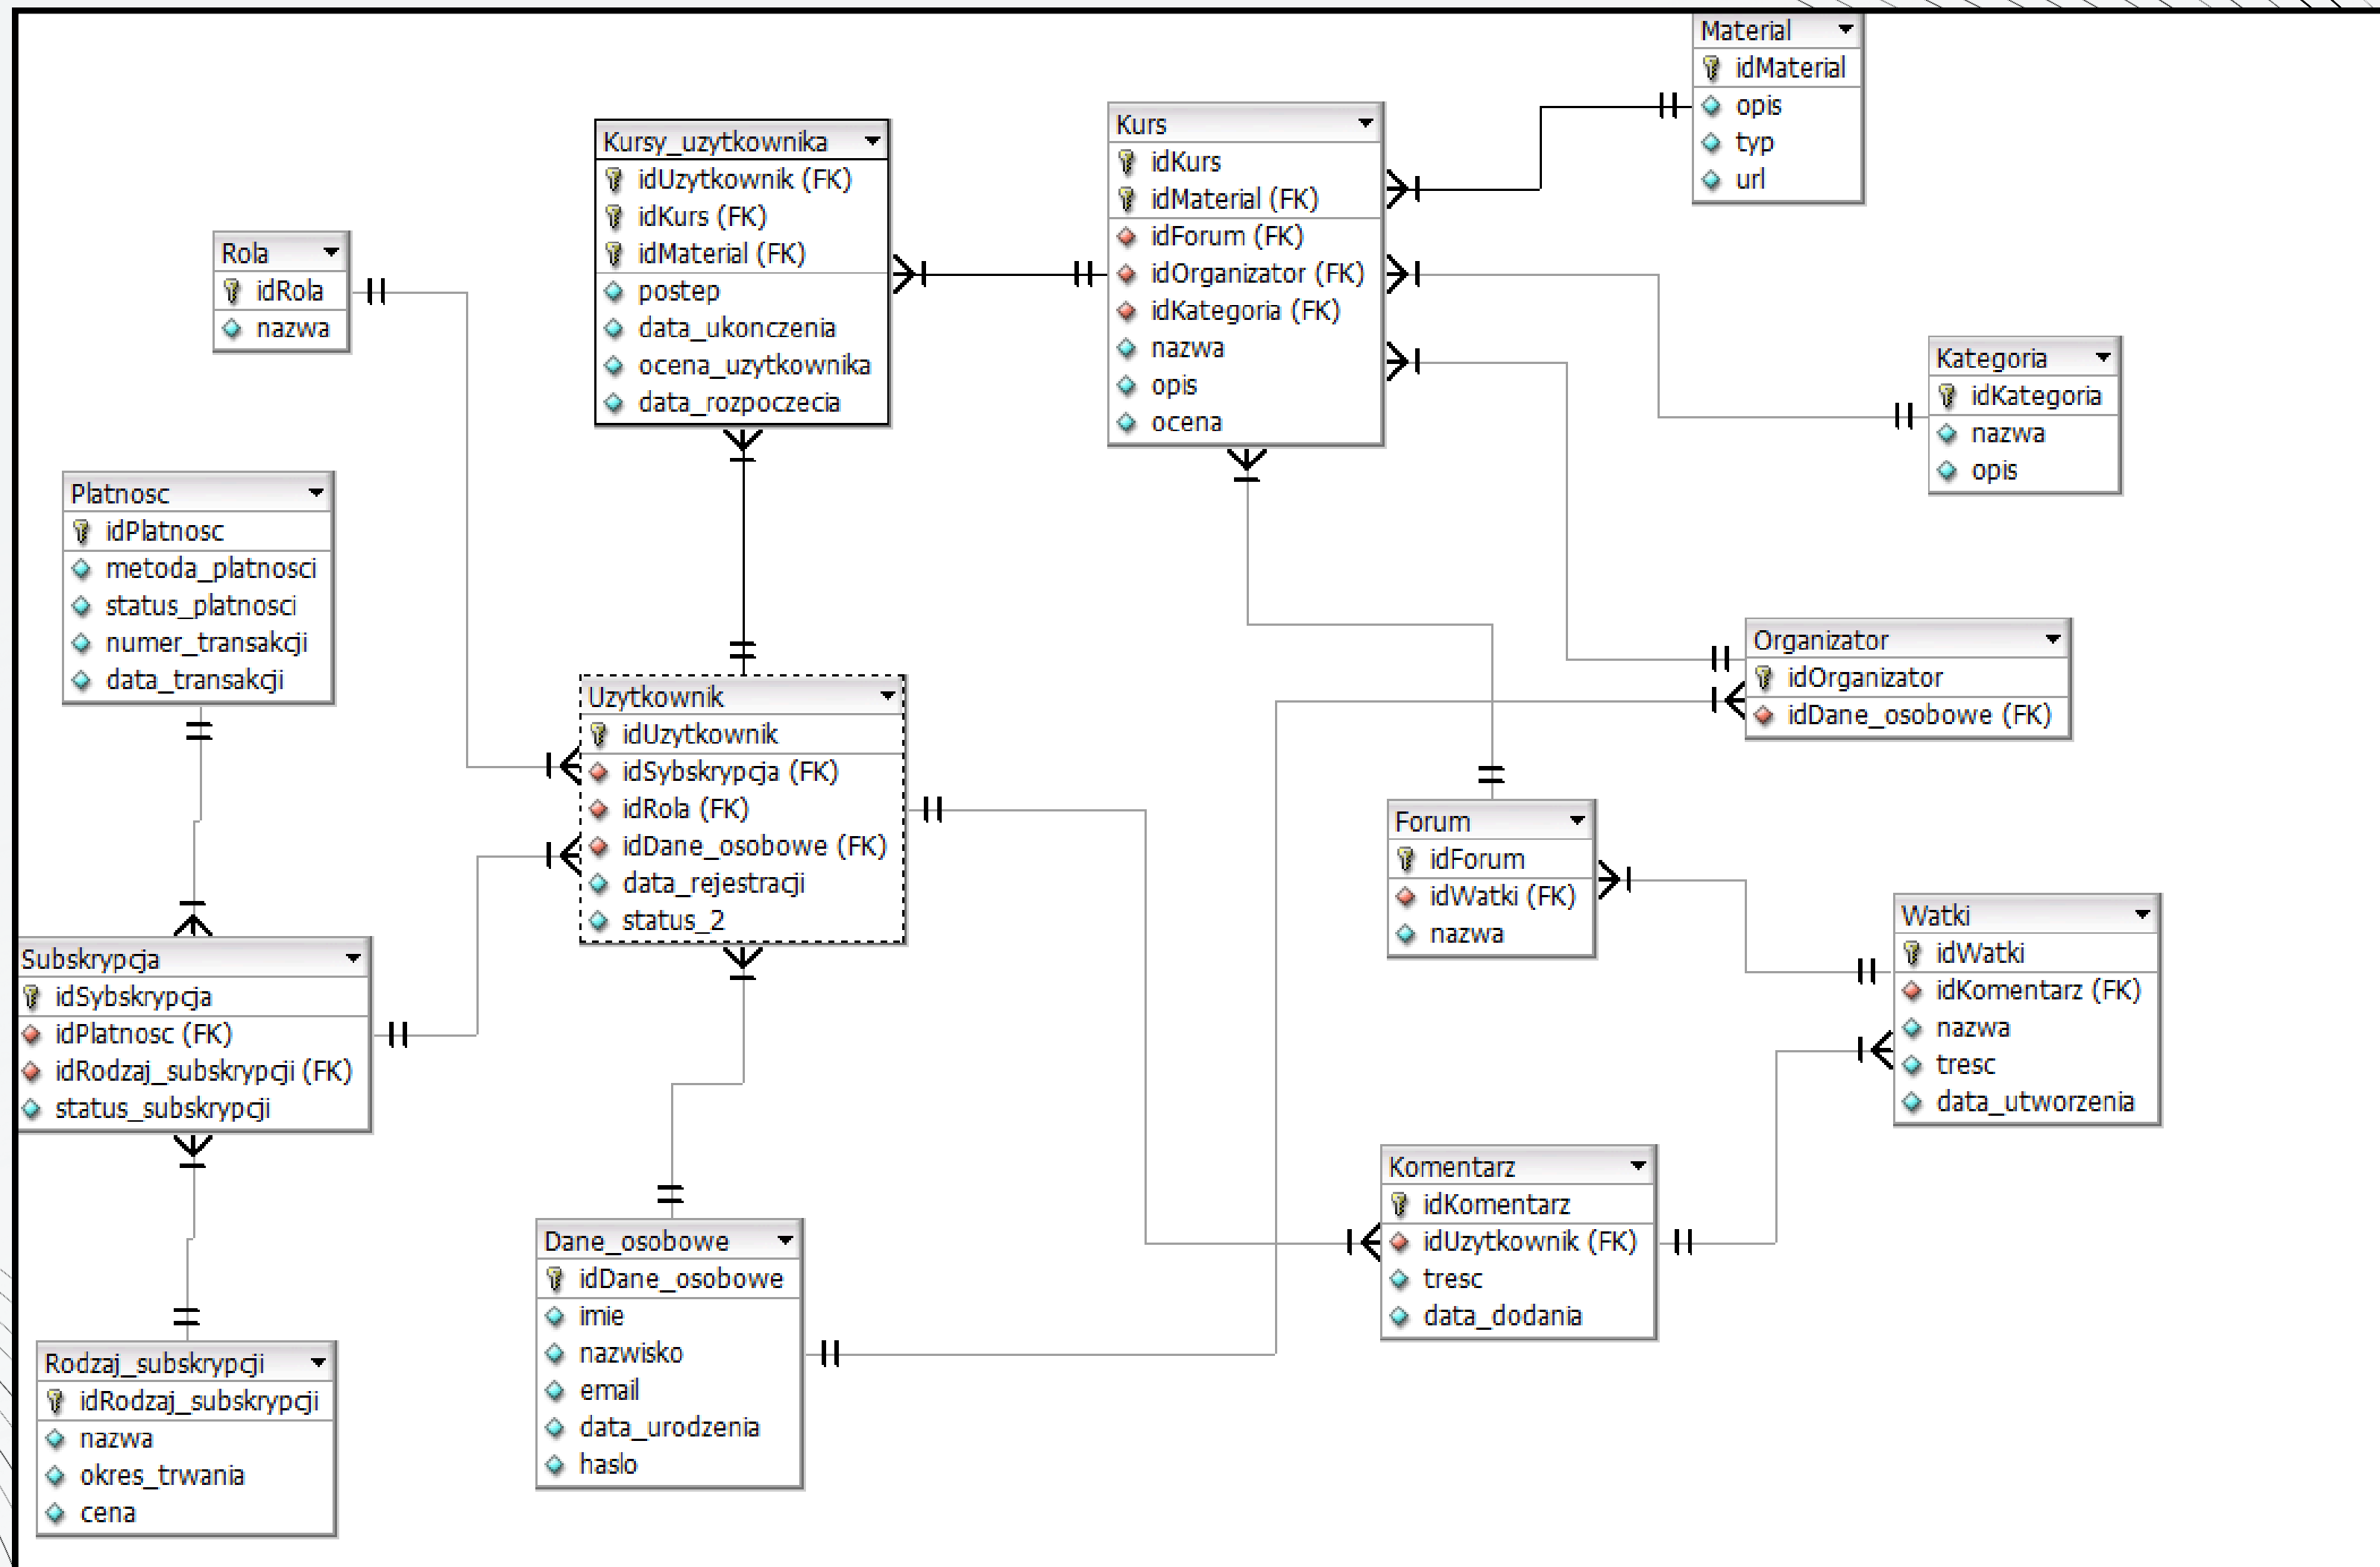 Material
idMaterial
opis
typ
url
Kursy_uzytkownika
idUzytkownik (FK)
idKurs (FK)
idMaterial (FK)
postep
data_ukonczenia
ocena_uzytkownika
data_rozpoczecia
Kurs
idKurs
idMaterial (FK)
idForum (FK)
idOrganizator (FK)
idKategoria (FK)
nazwa
opis
ocena
Rola
idRola
nazwa
Kategoria
idKategoria
nazwa
opis
Platnosc
idPlatnosc
metoda_platnosci
status_platnosci
numer_transakcji
data_transakcji
Uzytkownik
idUzytkownik
idSybskrypcja (FK)
idRola (FK)
idDane_osobowe (FK)
data_rejestracji
status_2
Organizator
idOrganizator
idDane_osobowe (FK)
Forum
idForum
idWatki (FK)
nazwa
Watki
idWatki
idKomentarz (FK)
nazwa
tresc
data_utworzenia
Subskrypcja
idSybskrypcja
idPlatnosc (FK)
idRodzaj_subskrypcji (FK)
status_subskrypcji
Komentarz
idKomentarz
idUzytkownik (FK)
tresc
data_dodania
Dane_osobowe
idDane_osobowe
imie
nazwisko
email
data_urodzenia
haslo
Rodzaj_subskrypcji
idRodzaj_subskrypcji
nazwa
okres_trwania
cena